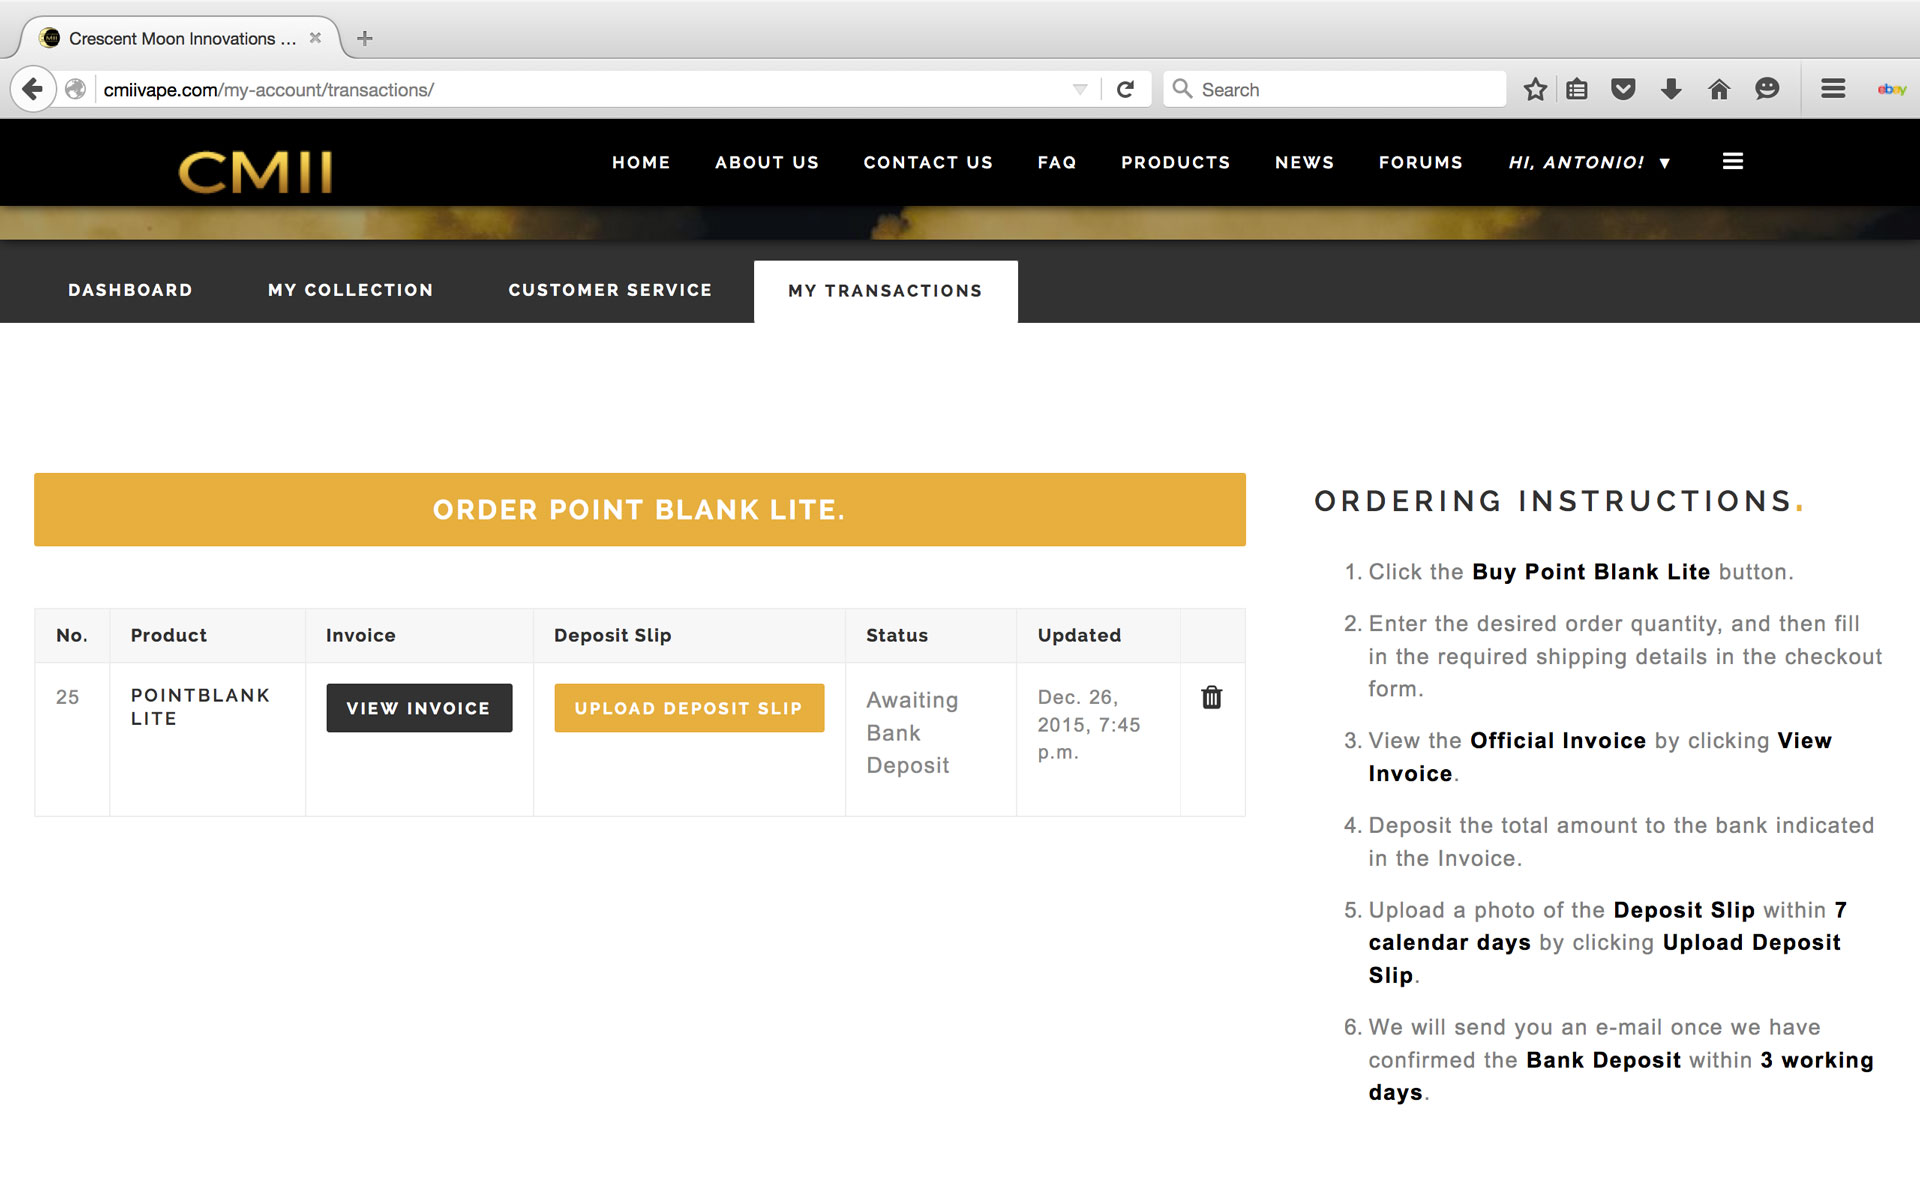 Crescent Moon Innovations ...
cmiivape.com/my-account/transactions/
Search
ebay
CMII
HOME
ABOUT US
CONTACT US
FAQ
PRODUCTS
NEWS
FORUMS
HI, ANTONIO! ▼
DASHBOARD
MY COLLECTION
CUSTOMER SERVICE
MY TRANSACTIONS
ORDER POINT BLANK LITE.
No.
Product
Invoice
Deposit Slip
Status
Updated
25
POINTBLANK
LITE
VIEW INVOICE
UPLOAD DEPOSIT SLIP
Awaiting
Bank
Deposit
Dec. 26,
2015, 7:45
p.m.
ORDERING INSTRUCTIONS.
1. Click the Buy Point Blank Lite button.
2. Enter the desired order quantity, and then fill
in the required shipping details in the checkout
form.
3. View the Official Invoice by clicking View
Invoice.
4. Deposit the total amount to the bank indicated
in the Invoice.
5. Upload a photo of the Deposit Slip within 7
calendar days by clicking Upload Deposit
Slip.
6. We will send you an e-mail once we have
confirmed the Bank Deposit within 3 working
days.